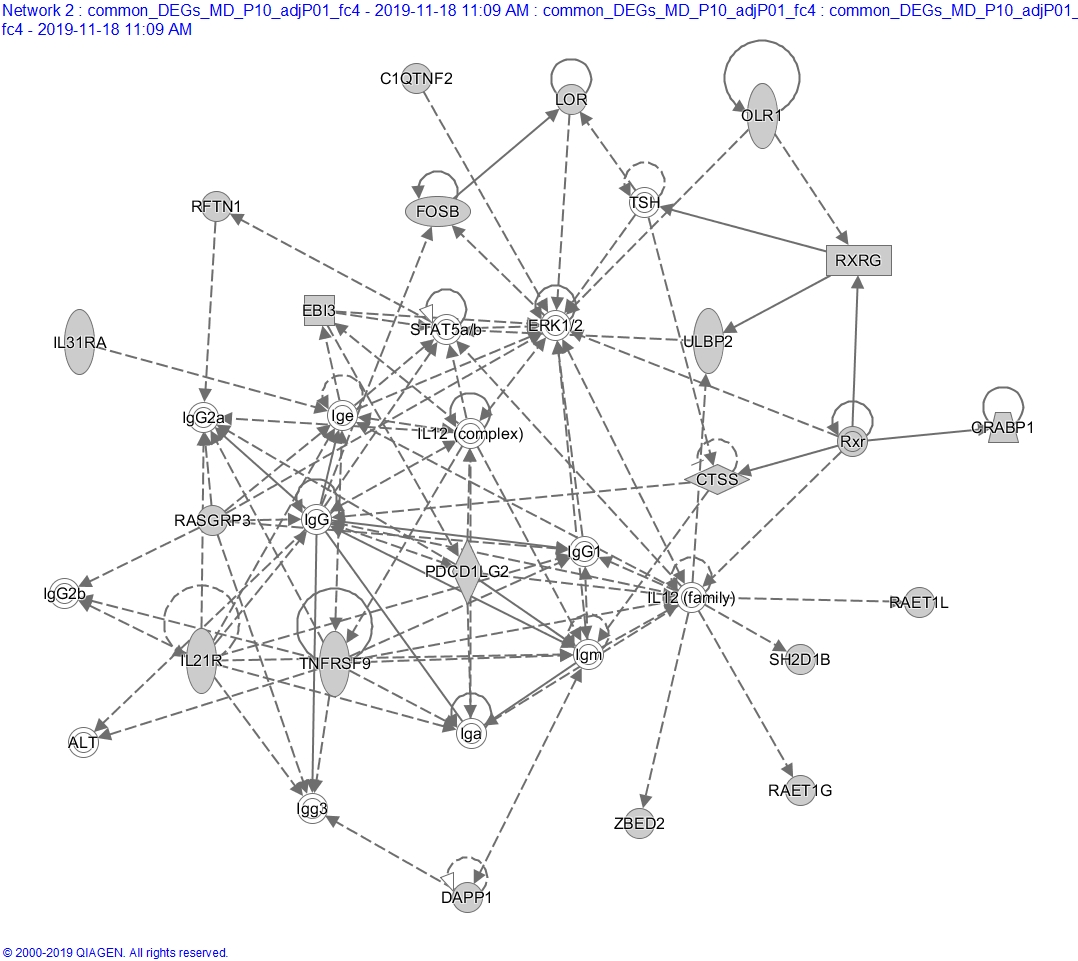 Network 2 : common_DEGs_MD_P10_adjP01_fc4 - 2019-11-18 11:09 AM : common_DEGs_MD_P10_adjP01_fc4 : common_DEGs_MD_P10_adjP01_
fc4 - 2019-11-18 11:09 AM
C1QTNF2
LOR
OLR1
TSH
RFTN1
FOSB
RXRG
EBI3
STAT5a/b
ERK1/2
IL31RA
ULBP2
IgG2a
Ige
IL12 (complex)
Rxr
CRABP1
CTSS
RASGRP3
IgG
IgG1
PDCD1LG2
IgG2b
IL12 (family)
RAET1L
IL21R
TNFRSF9
Igm
SH2D1B
ALT
Iga
RAET1G
Igg3
ZBED2
DAPP1
© 2000-2019 QIAGEN. All rights reserved.